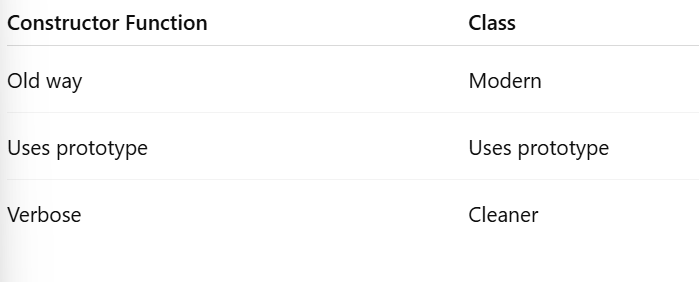 Constructor Function Class
Old way Modern
Uses prototype Uses prototype
Verbose Cleaner